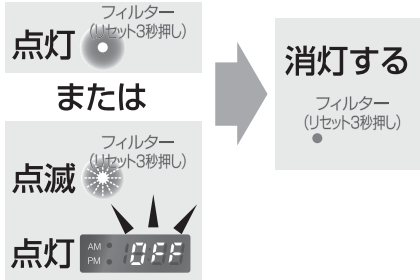 フィルター
(リセット3秒押し)
点灯
または
フィルター
(リセット3秒押し)
点滅
点灯
AM
PM
OFF
消灯する
フィルター
(リセット3秒押し)